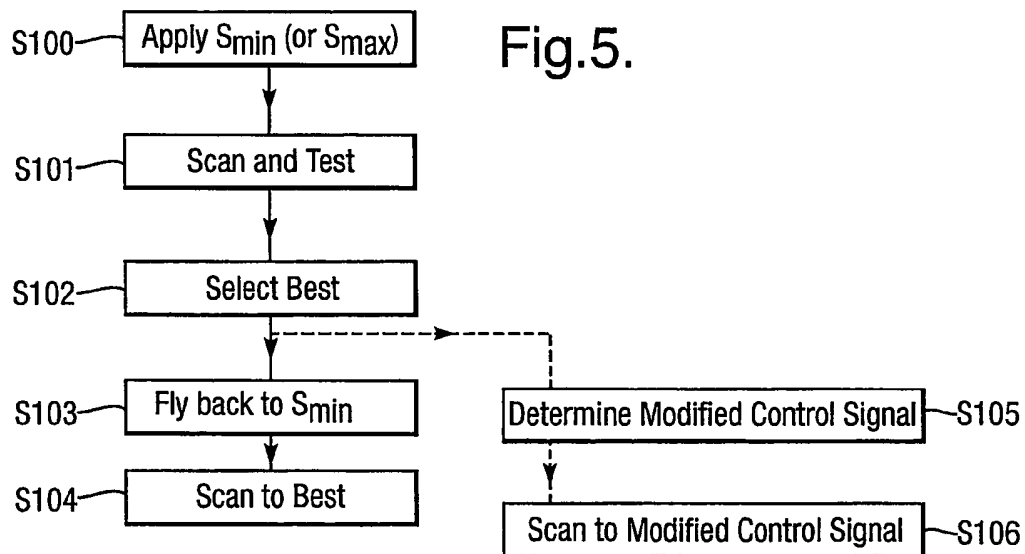 Fig.5.
S100 Apply Smin (or Smax)
S101 Scan and Test
S102 Select Best
S103 Fly back to Smin
S104 Scan to Best
Determine Modified Control Signal S105
Scan to Modified Control Signal S106